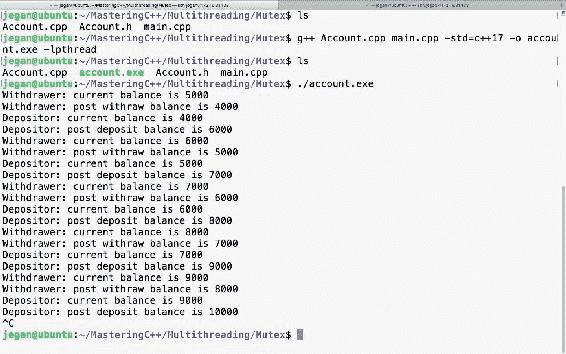 jegan@ubuntu:~/MasteringC++/Multithreading/Mutex$ ls
Account.cpp Account.h main.cpp
jegan@ubuntu:~/MasteringC++/Multithreading/Mutex$ g++ Account.cpp main.cpp -std=c++17 -o accou
nt.exe -lpthread
jegan@ubuntu:~/MasteringC++/Multithreading/Mutex$ ls
Account.cpp account.exe Account.h main.cpp
jegan@ubuntu:~/MasteringC++/Multithreading/Mutex$ ./account.exe
Withdrawer: current balance is 5000
Withdrawer: post withraw balance is 4000
Depositor: current balance is 4000
Depositor: post deposit balance is 6000
Withdrawer: current balance is 6000
Withdrawer: post withraw balance is 5000
Depositor: current balance is 5000
Depositor: post deposit balance is 7000
Withdrawer: current balance is 7000
Withdrawer: post withraw balance is 6000
Depositor: current balance is 6000
Depositor: post deposit balance is 8000
Withdrawer: current balance is 8000
Withdrawer: post withraw balance is 7000
Depositor: current balance is 7000
Depositor: post deposit balance is 9000
Withdrawer: current balance is 9000
Withdrawer: post withraw balance is 8000
Depositor: current balance is 8000
Depositor: post deposit balance is 10000
^C
jegan@ubuntu:~/MasteringC++/Multithreading/Mutex$